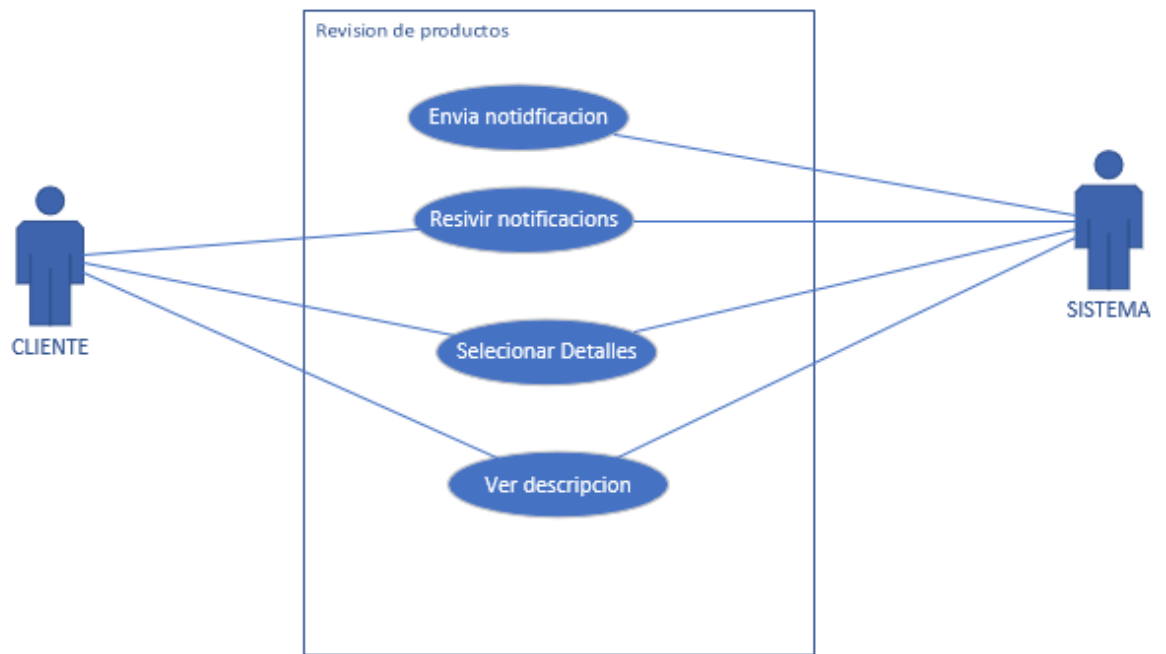 Revision de productos
Envia notidficacion
Resivir notificacions
Selecionar Detalles
Ver descripcion
CLIENTE
SISTEMA